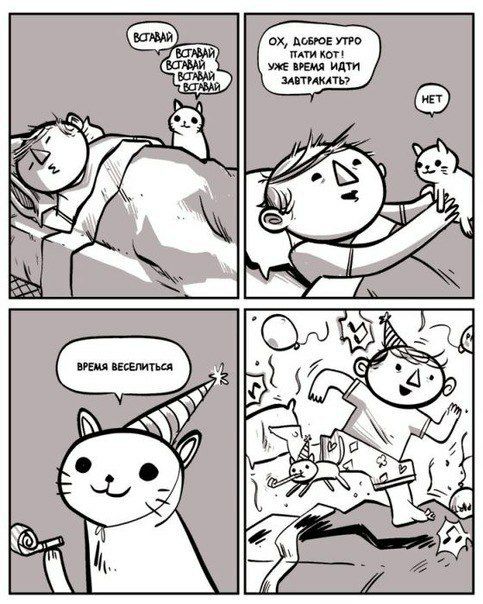 ВСТАВАЙ
ВСТАВАЙ
ВСТАВАЙ
ВСТАВАЙ
ВСТАВАЙ
ОХ, ДОБРОЕ УТРО
ПАТИ КОТ!
УЖЕ ВРЕМЯ ИДТИ
ЗАВТРАКАТЬ?
НЕТ
ВРЕМЯ ВЕСЕЛИТЬСЯ